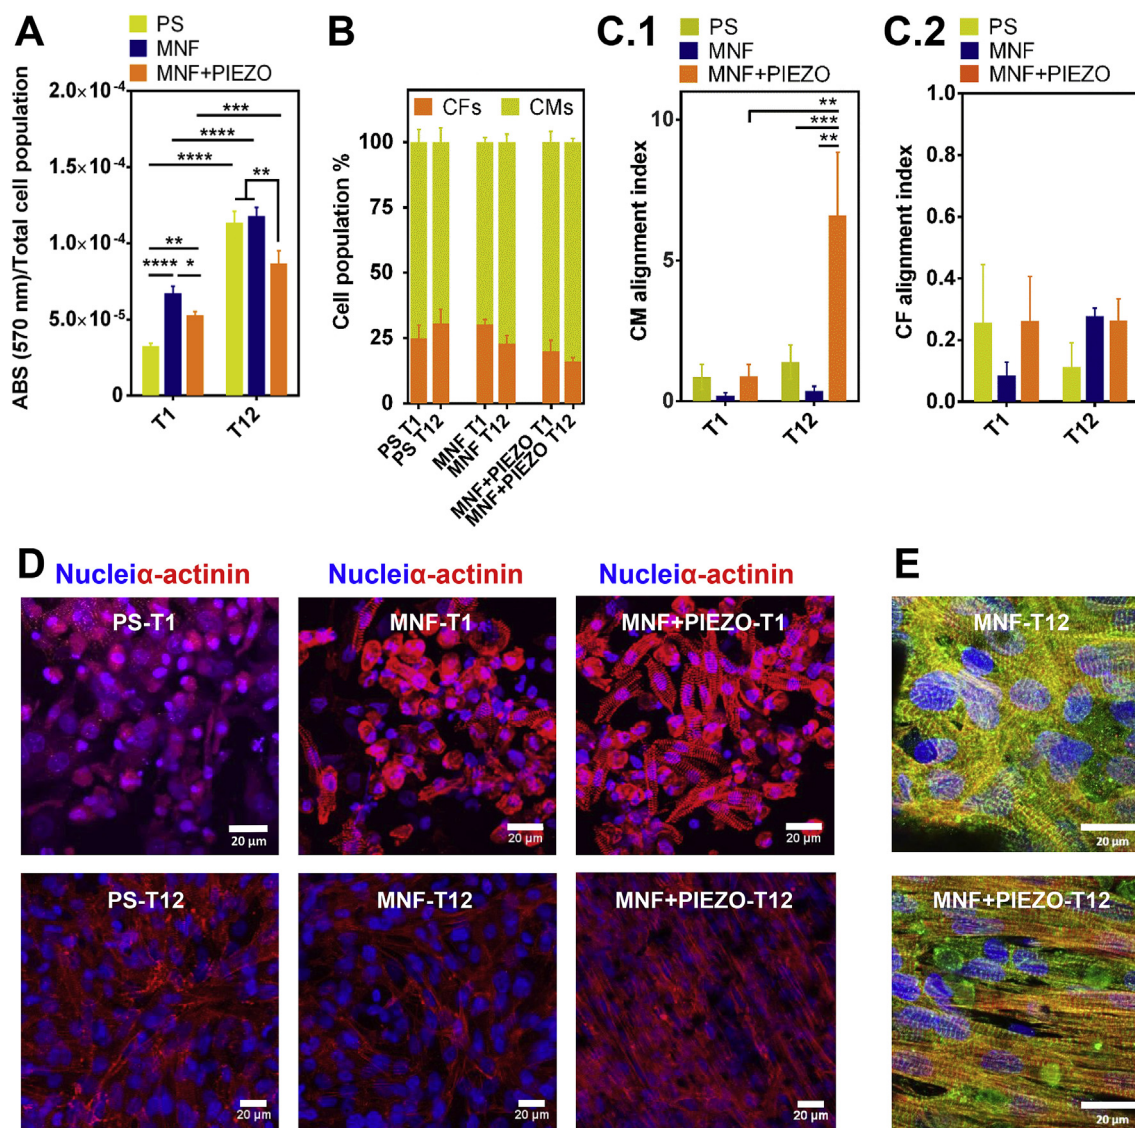 A
PS
MNF
MNF+PIEZO
ABS (570 nm)/Total cell population
2.0×10⁻⁴
1.5×10⁻⁴
1.0×10⁻⁴
5.0×10⁻⁵
0
***
****
****
**
**
**** *
T1 T12
B
CFs CMs
Cell population %
100
75
50
25
0
PS T1
PS T12
MNF T1
MNF T12
MNF+PIEZO T1
MNF+PIEZO T12
C.1
PS
MNF
MNF+PIEZO
CM alignment index
10
5
0
**
***
**
T1 T12
C.2
PS
MNF
MNF+PIEZO
CF alignment index
1.0
0.8
0.6
0.4
0.2
0.0
T1 T12
D
Nucleiα-actinin Nucleiα-actinin Nucleiα-actinin
PS-T1 MNF-T1 MNF+PIEZO-T1
20 µm 20 µm 20 µm
PS-T12 MNF-T12 MNF+PIEZO-T12
20 µm 20 µm 20 µm
E
MNF-T12
20 µm
MNF+PIEZO-T12
20 µm